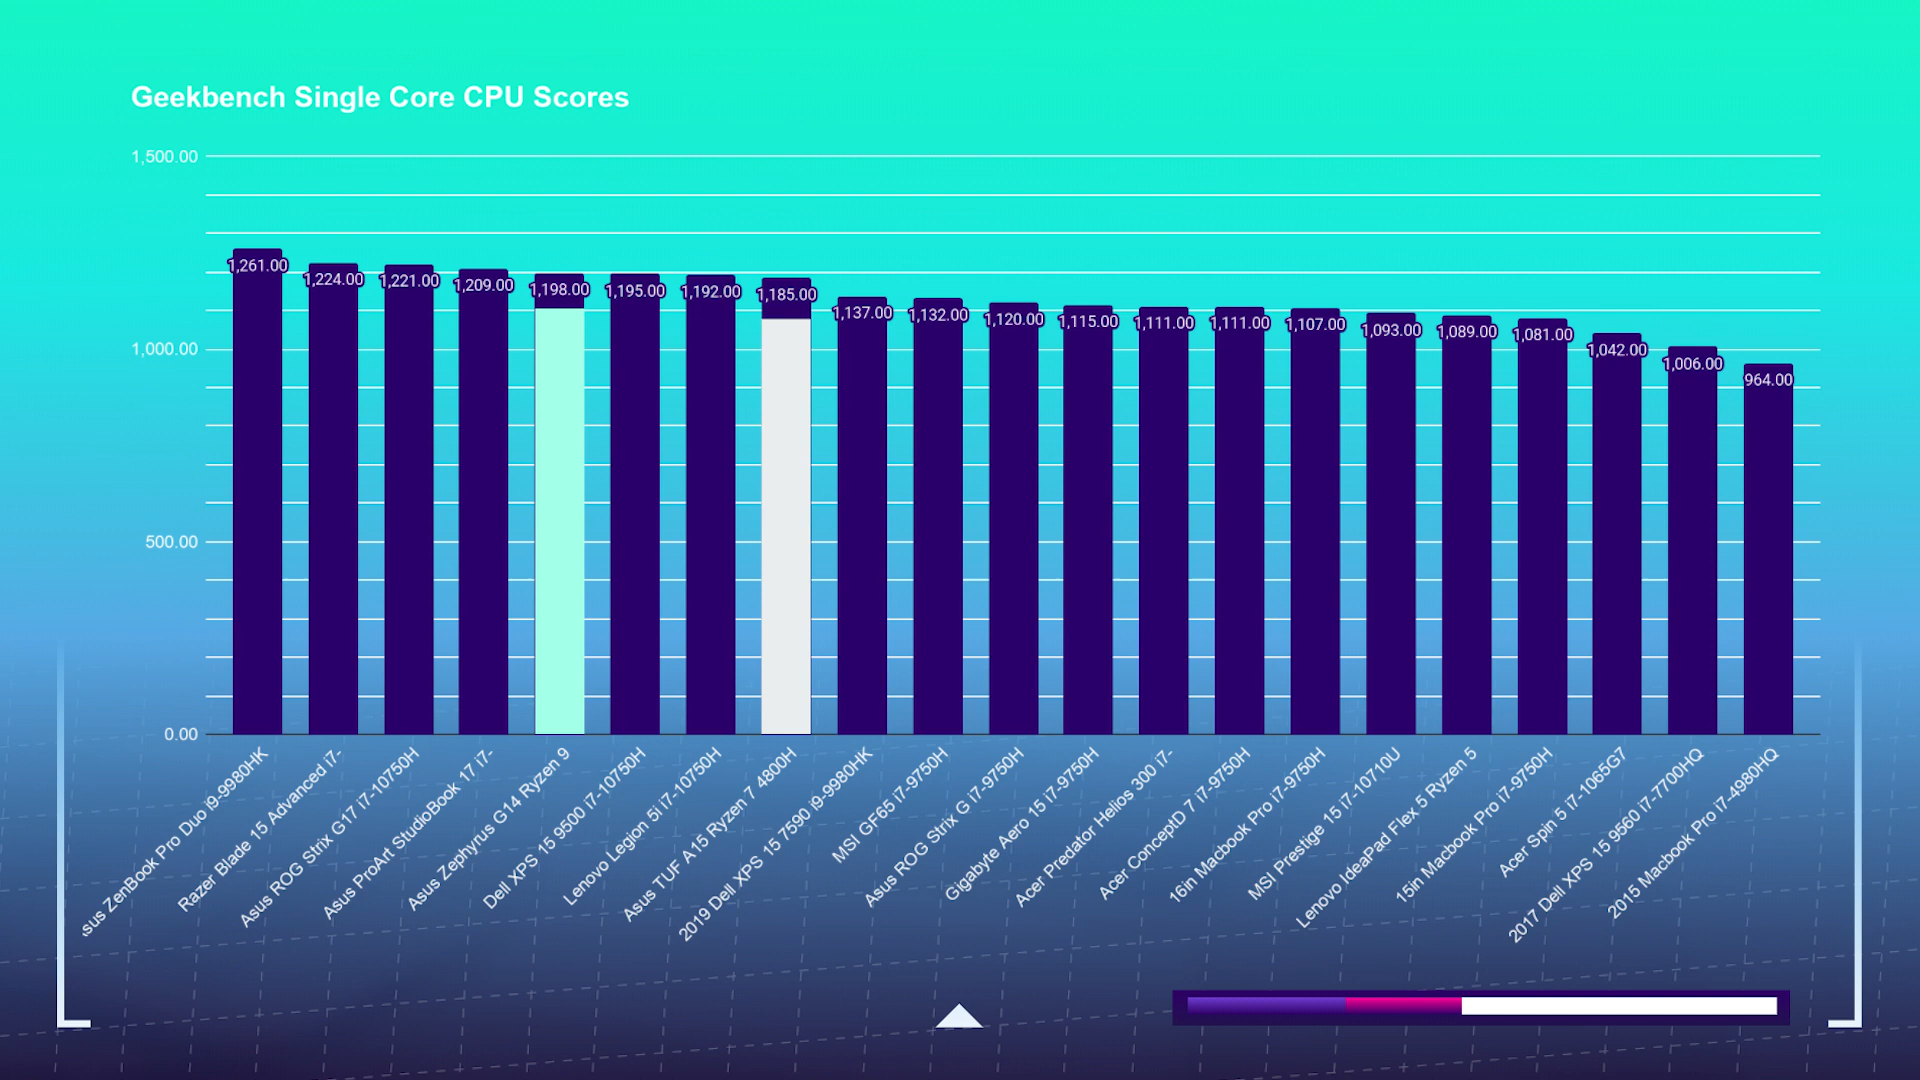 Geekbench Single Core CPU Scores
1,500.00
1,000.00
500.00
0.00
1,261.00
1,224.00
1,221.00
1,209.00
1,198.00
1,195.00
1,192.00
1,185.00
1,137.00
1,132.00
1,120.00
1,115.00
1,111.00
1,111.00
1,107.00
1,093.00
1,089.00
1,081.00
1,042.00
1,006.00
964.00
sus ZenBook Pro Duo i9-9980HK
Razer Blade 15 Advanced i7-
Asus ROG Strix G17 i7-10750H
Asus ProArt StudioBook 17 i7-
Asus Zephyrus G14 Ryzen 9
Dell XPS 15 9500 i7-10750H
Lenovo Legion 5i i7-10750H
Asus TUF A15 Ryzen 7 4800H
2019 Dell XPS 15 7590 i9-9980HK
MSI GF65 i7-9750H
Asus ROG Strix G i7-9750H
Gigabyte Aero 15 i7-9750H
Acer Predator Helios 300 i7-
Acer ConceptD 7 i7-9750H
16in Macbook Pro i7-9750H
MSI Prestige 15 i7-10710U
Lenovo IdeaPad Flex 5 Ryzen 5
15in Macbook Pro i7-9750H
Acer Spin 5 i7-1065G7
2017 Dell XPS 15 9560 i7-7700HQ
2015 Macbook Pro i7-4980HQ